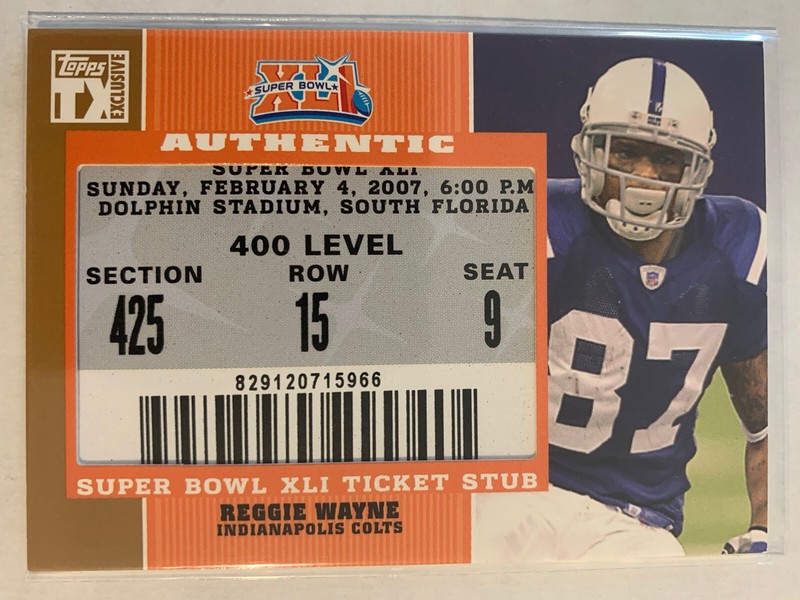 topps
TX
EXCLUSIVE
XLI
SUPER BOWL
AUTHENTIC
SUPER BOWL XLI
SUNDAY, FEBRUARY 4, 2007, 6:00 P.M
DOLPHIN STADIUM, SOUTH FLORIDA
400 LEVEL
SECTION ROW SEAT
425 15 9
829120715966
SUPER BOWL XLI TICKET STUB
REGGIE WAYNE
INDIANAPOLIS COLTS
NFL
87